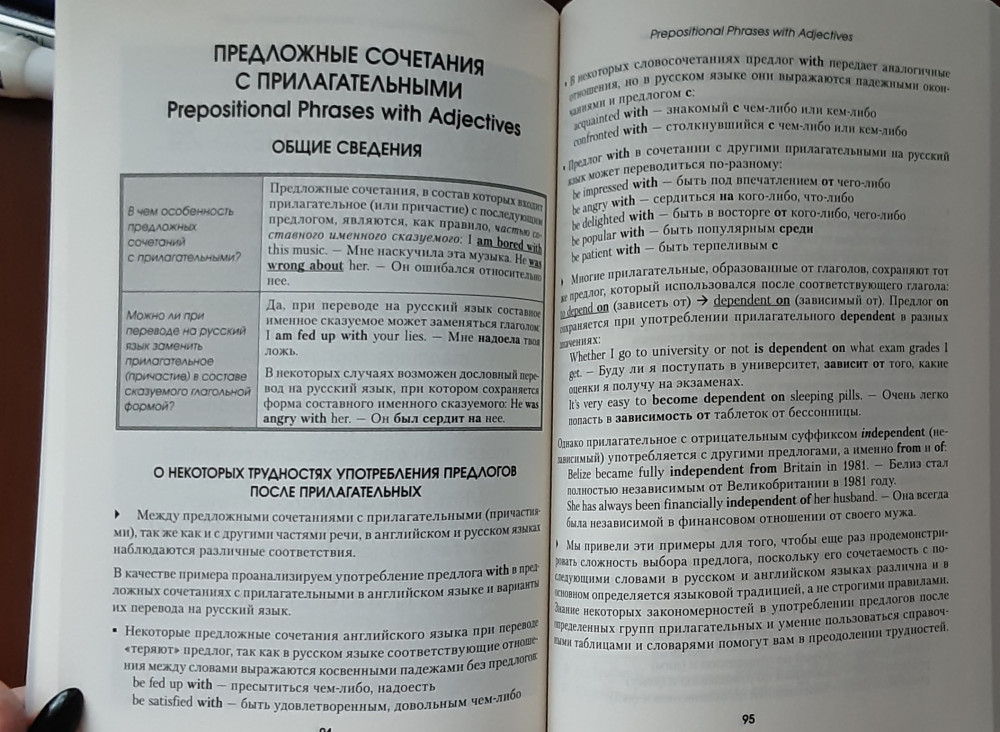 ПРЕДЛОЖНЫЕ СОЧЕТАНИЯ
С ПРИЛАГАТЕЛЬНЫМИ
Prepositional Phrases with Adjectives
ОБЩИЕ СВЕДЕНИЯ
В чем особенность
предложных
сочетаний
с прилагательными?
Предложные сочетания, в состав которых входит
прилагательное (или причастие) с последующим
предлогом, являются, как правило, частью со-
ставного именного сказуемого: I am bored with
this music. — Мне наскучила эта музыка. He was
wrong about her. — Он ошибался относительно
нее.
Можно ли при
переводе на русский
язык заменить
прилагательное
(причастие) в составе
сказуемого глагольной
формой?
Да, при переводе на русский язык составное
именное сказуемое может заменяться глаголом:
I am fed up with your lies. — Мне надоела твоя
ложь.
В некоторых случаях возможен дословный пере-
вод на русский язык, при котором сохраняется
форма составного именного сказуемого: He was
angry with her. — Он был сердит на нее.
О НЕКОТОРЫХ ТРУДНОСТЯХ УПОТРЕБЛЕНИЯ ПРЕДЛОГОВ
ПОСЛЕ ПРИЛАГАТЕЛЬНЫХ
Между предложными сочетаниями с прилагательными (причастия-
ми), так же как и с другими частями речи, в английском и русском языках
наблюдаются различные соответствия.
В качестве примера проанализируем употребление предлога with в пред-
ложных сочетаниях с прилагательными в английском языке и варианты
их перевода на русский язык.
▪ Некоторые предложные сочетания английского языка при переводе
«теряют» предлог, так как в русском языке соответствующие отноше-
ния между словами выражаются косвенными падежами без предлогов:
be fed up with — пресытиться чем-либо, надоесть
be satisfied with — быть удовлетворенным, довольным чем-либо
Prepositional Phrases with Adjectives
В некоторых словосочетаниях предлог with передает аналогичные
отношения, но в русском языке они выражаются падежными окон-
чаниями и предлогом с:
acquainted with — знакомый с чем-либо или кем-либо
confronted with — столкнувшийся с чем-либо или кем-либо
Предлог with в сочетании с другими прилагательными на русский
язык может переводиться по-разному:
be impressed with — быть под впечатлением от чего-либо
be angry with — сердиться на кого-либо, что-либо
be delighted with — быть в восторге от кого-либо, чего-либо
be popular with — быть популярным среди
be patient with — быть терпеливым с
Многие прилагательные, образованные от глаголов, сохраняют тот
же предлог, который использовался после соответствующего глагола:
to depend on (зависеть от) → dependent on (зависимый от). Предлог on
сохраняется при употреблении прилагательного dependent в разных
значениях:
Whether I go to university or not is dependent on what exam grades I
get. — Буду ли я поступать в университет, зависит от того, какие
оценки я получу на экзаменах.
It's very easy to become dependent on sleeping pills. — Очень легко
попасть в зависимость от таблеток от бессонницы.
Однако прилагательное с отрицательным суффиксом independent (не-
зависимый) употребляется с другими предлогами, а именно from и of:
Belize became fully independent from Britain in 1981. — Белиз стал
полностью независимым от Великобритании в 1981 году.
She has always been financially independent of her husband. — Она всегда
была независимой в финансовом отношении от своего мужа.
Мы привели эти примеры для того, чтобы еще раз продемонстри-
ровать сложность выбора предлога, поскольку его сочетаемость с по-
следующими словами в русском и английском языках различна и в
основном определяется языковой традицией, а не строгими правилами.
Знание некоторых закономерностей в употреблении предлогов после
определенных групп прилагательных и умение пользоваться справоч-
ными таблицами и словарями помогут вам в преодолении трудностей.
95